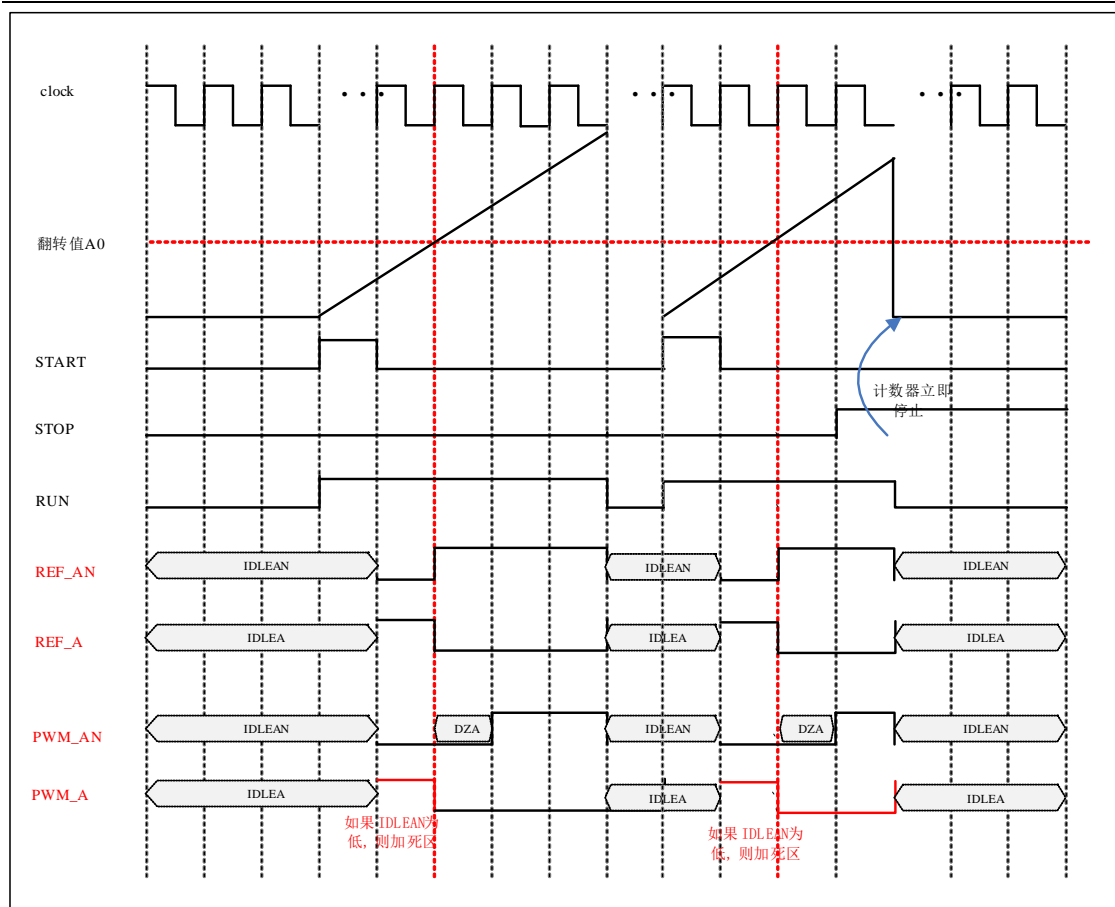 clock
· · ·
· · ·
· · ·
翻转值A0
START
计数器立即
停止
STOP
RUN
REF_AN
IDLEAN
IDLEAN
IDLEAN
REF_A
IDLEA
IDLEA
IDLEA
PWM_AN
IDLEAN
DZA
IDLEAN
DZA
IDLEAN
PWM_A
IDLEA
IDLEA
IDLEA
如果 IDLEAN为
低，则加死区
如果 IDLEAN为
低，则加死区